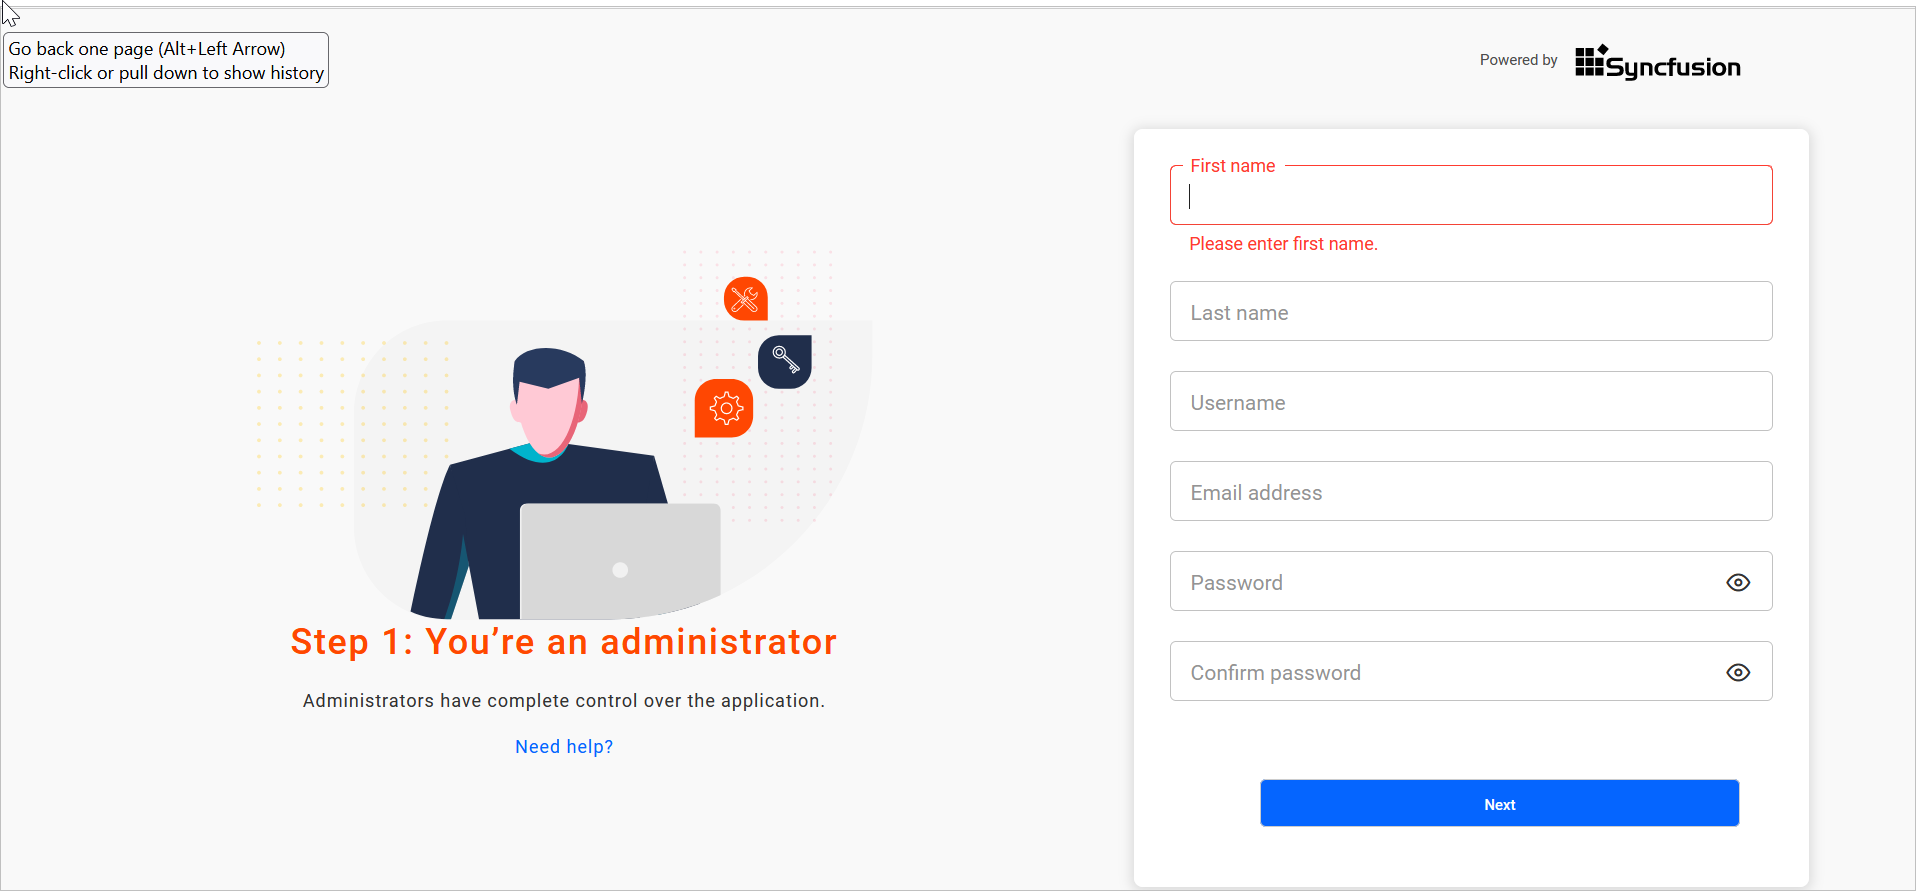 Go back one page (Alt+Left Arrow)
Right-click or pull down to show history
Powered by Syncfusion
First name
Please enter first name.
Last name
Username
Email address
Password
Confirm password
Next
Step 1: You’re an administrator
Administrators have complete control over the application.
Need help?